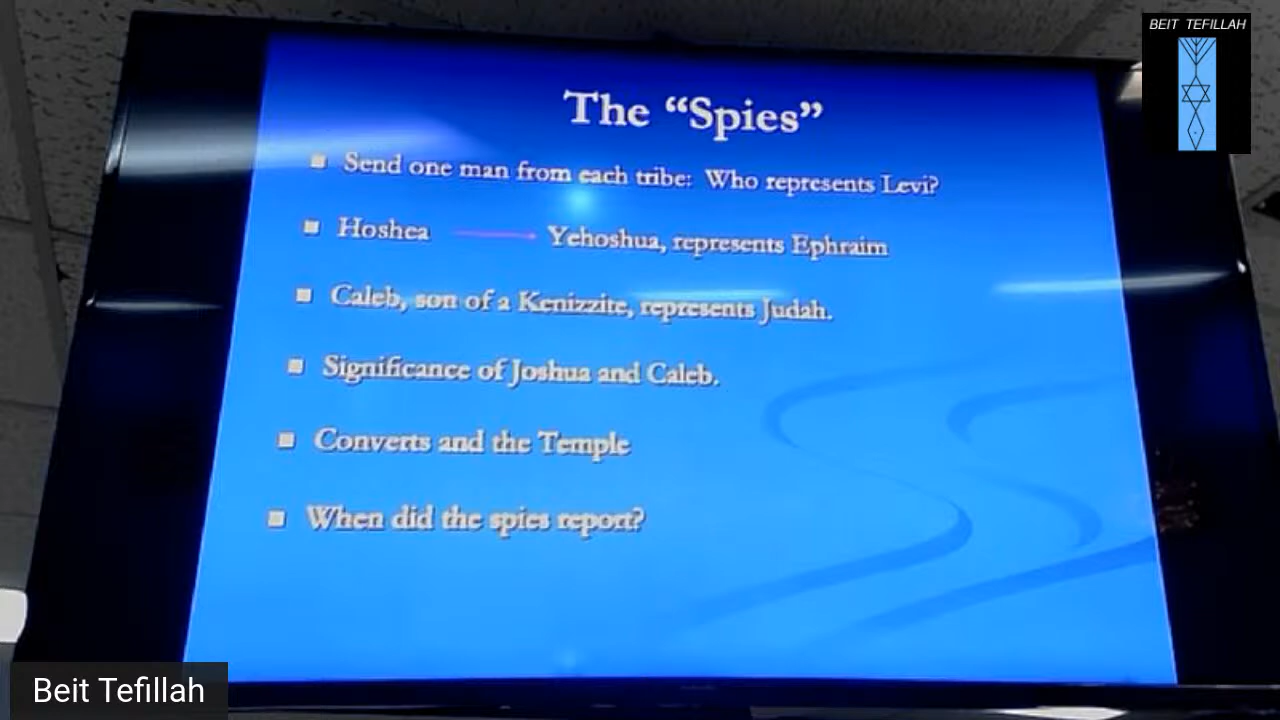 BEIT TEFILLAH
The “Spies”
Send one man from each tribe: Who represents Levi?
Hoshea Yehoshua, represents Ephraim
Caleb, son of a Kenizzite, represents Judah.
Significance of Joshua and Caleb.
Converts and the Temple
When did the spies report?
Beit Tefillah